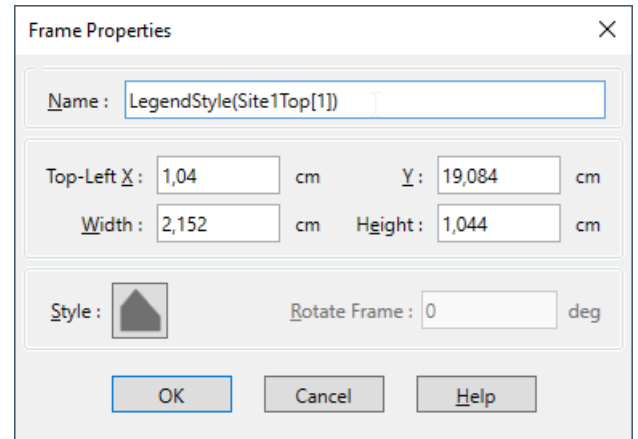 Frame Properties
Name : LegendStyle(Site1Top[1])
Top-Left X : 1,04 cm Y : 19,084 cm
Width : 2,152 cm Height : 1,044 cm
Style : Rotate Frame : 0 deg
OK Cancel Help